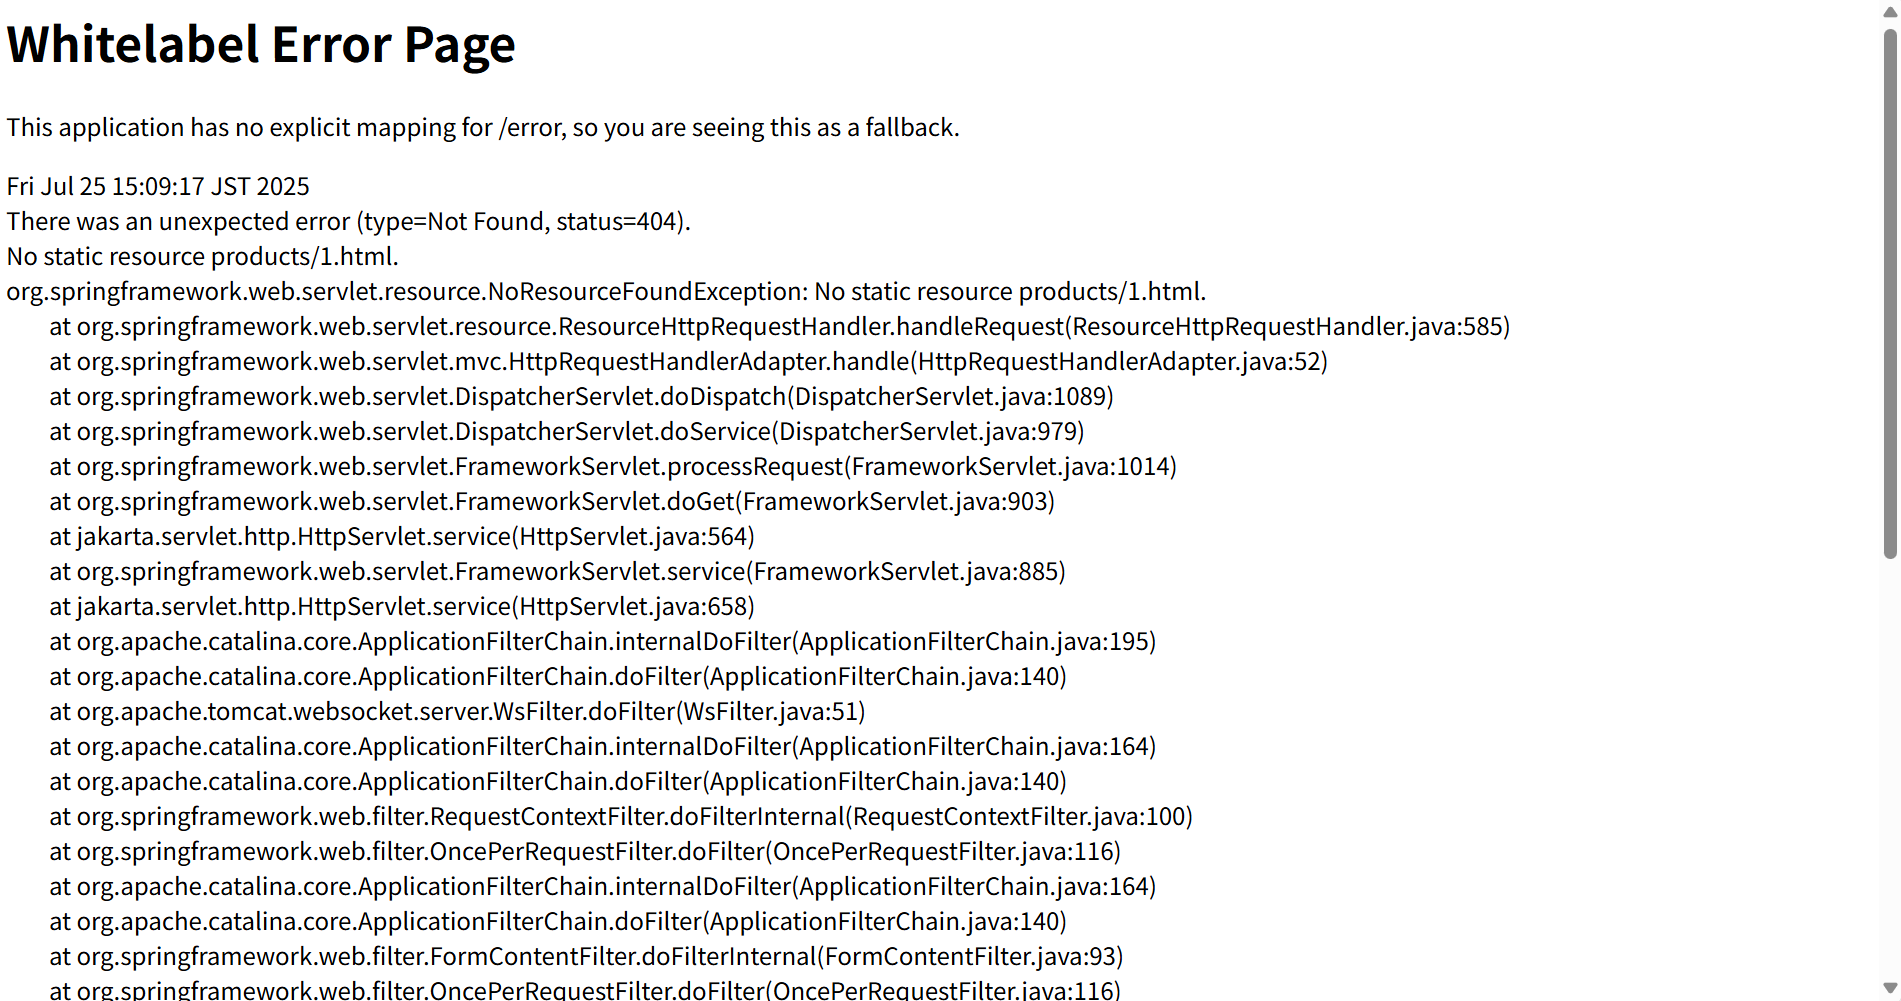 Whitelabel Error Page
This application has no explicit mapping for /error, so you are seeing this as a fallback.
Fri Jul 25 15:09:17 JST 2025
There was an unexpected error (type=Not Found, status=404).
No static resource products/1.html.
org.springframework.web.servlet.resource.NoResourceFoundException: No static resource products/1.html.
at org.springframework.web.servlet.resource.ResourceHttpRequestHandler.handleRequest(ResourceHttpRequestHandler.java:585)
at org.springframework.web.servlet.mvc.HttpRequestHandlerAdapter.handle(HttpRequestHandlerAdapter.java:52)
at org.springframework.web.servlet.DispatcherServlet.doDispatch(DispatcherServlet.java:1089)
at org.springframework.web.servlet.DispatcherServlet.doService(DispatcherServlet.java:979)
at org.springframework.web.servlet.FrameworkServlet.processRequest(FrameworkServlet.java:1014)
at org.springframework.web.servlet.FrameworkServlet.doGet(FrameworkServlet.java:903)
at jakarta.servlet.http.HttpServlet.service(HttpServlet.java:564)
at org.springframework.web.servlet.FrameworkServlet.service(FrameworkServlet.java:885)
at jakarta.servlet.http.HttpServlet.service(HttpServlet.java:658)
at org.apache.catalina.core.ApplicationFilterChain.internalDoFilter(ApplicationFilterChain.java:195)
at org.apache.catalina.core.ApplicationFilterChain.doFilter(ApplicationFilterChain.java:140)
at org.apache.tomcat.websocket.server.WsFilter.doFilter(WsFilter.java:51)
at org.apache.catalina.core.ApplicationFilterChain.internalDoFilter(ApplicationFilterChain.java:164)
at org.apache.catalina.core.ApplicationFilterChain.doFilter(ApplicationFilterChain.java:140)
at org.springframework.web.filter.RequestContextFilter.doFilterInternal(RequestContextFilter.java:100)
at org.springframework.web.filter.OncePerRequestFilter.doFilter(OncePerRequestFilter.java:116)
at org.apache.catalina.core.ApplicationFilterChain.internalDoFilter(ApplicationFilterChain.java:164)
at org.apache.catalina.core.ApplicationFilterChain.doFilter(ApplicationFilterChain.java:140)
at org.springframework.web.filter.FormContentFilter.doFilterInternal(FormContentFilter.java:93)
at org.springframework.web.filter.OncePerRequestFilter.doFilter(OncePerRequestFilter.java:116)